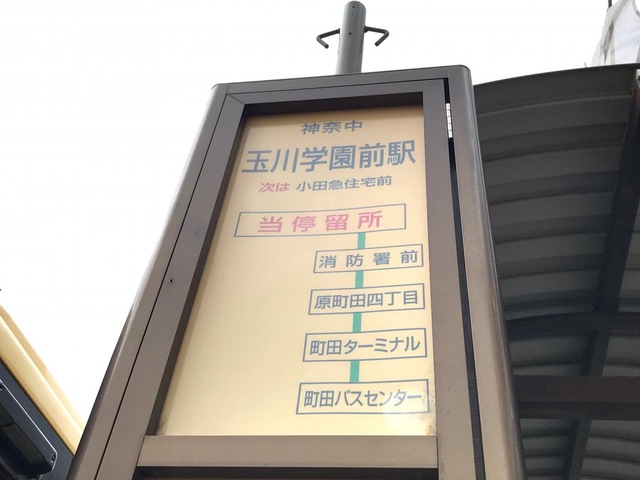 神奈中
玉川学園前駅
次は 小田急住宅前
当停留所
消防署前
原町田四丁目
町田ターミナル
町田バスセンター